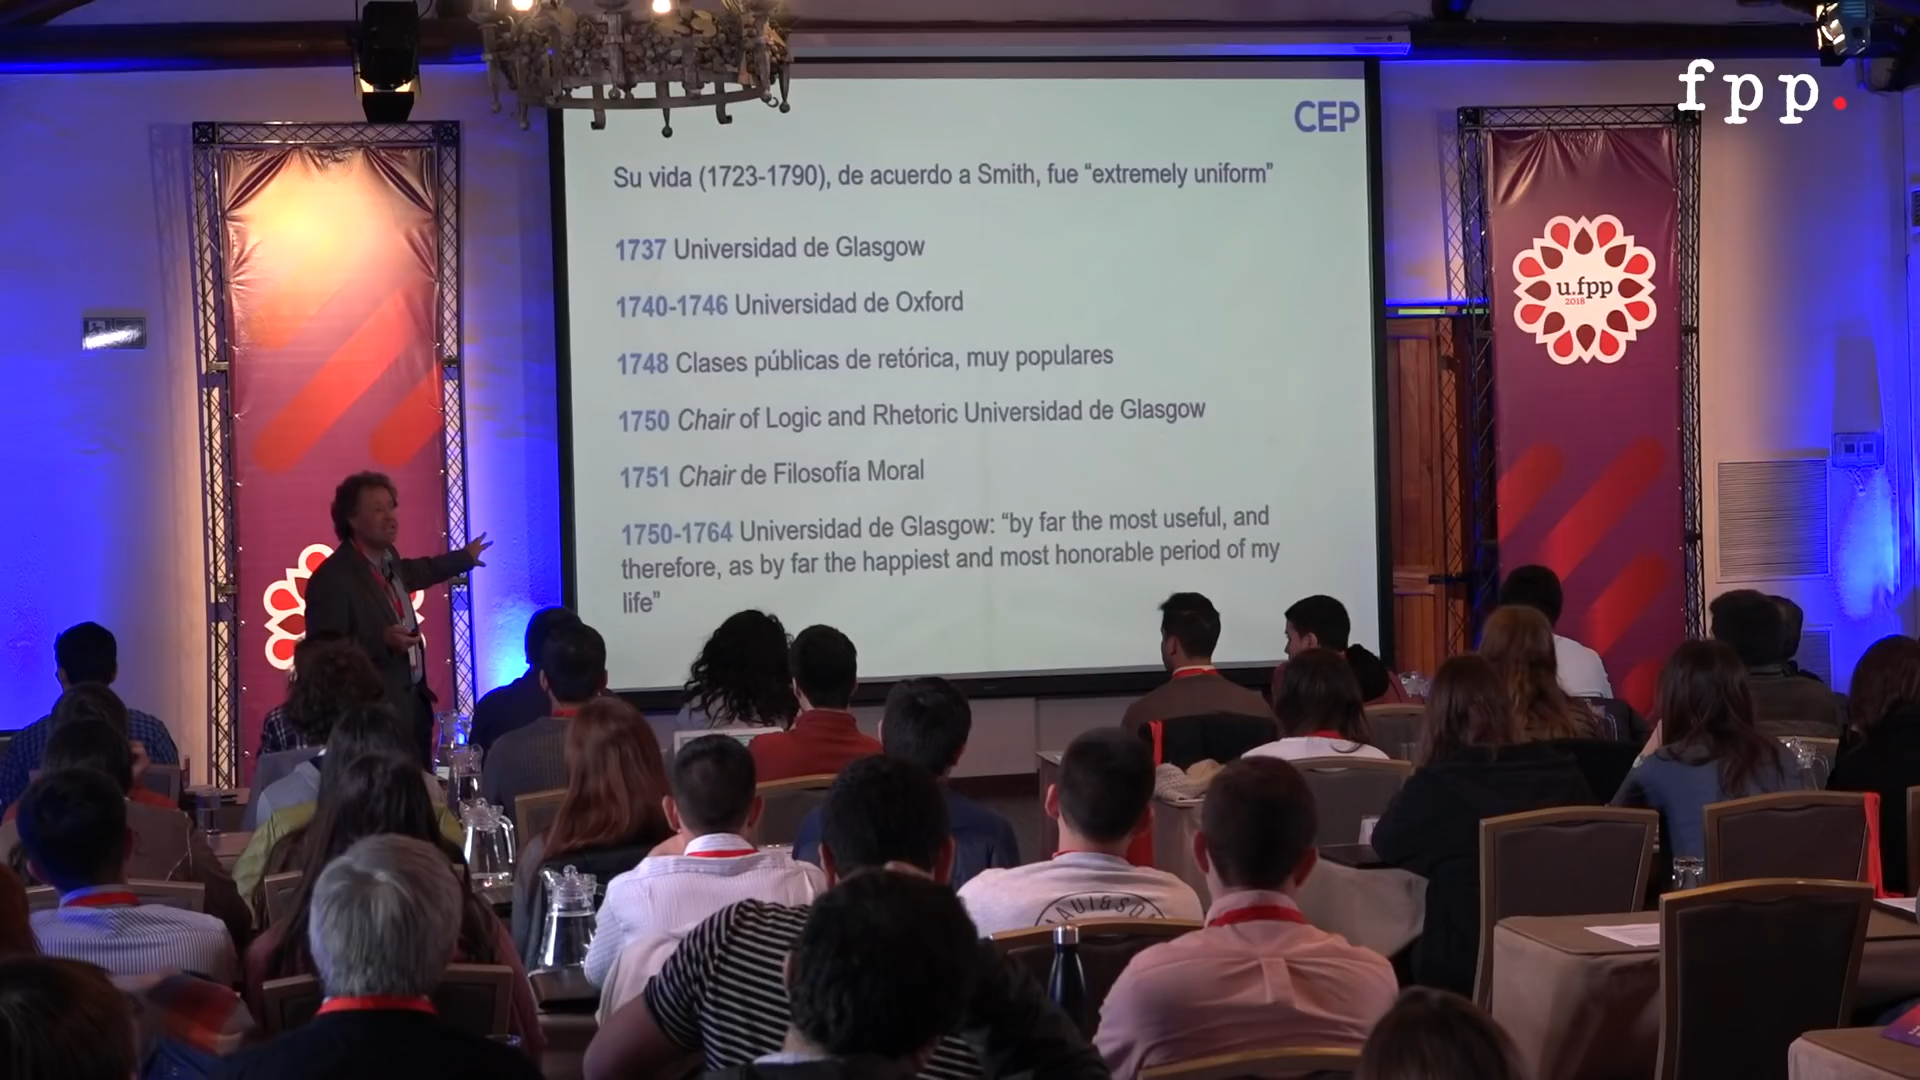 fpp.
CEP
Su vida (1723-1790), de acuerdo a Smith, fue “extremely uniform”
1737 Universidad de Glasgow
1740-1746 Universidad de Oxford
1748 Clases públicas de retórica, muy populares
1750 Chair of Logic and Rhetoric Universidad de Glasgow
1751 Chair de Filosofía Moral
1750-1764 Universidad de Glasgow: “by far the most useful, and
therefore, as by far the happiest and most honorable period of my
life”
u.fpp
2018